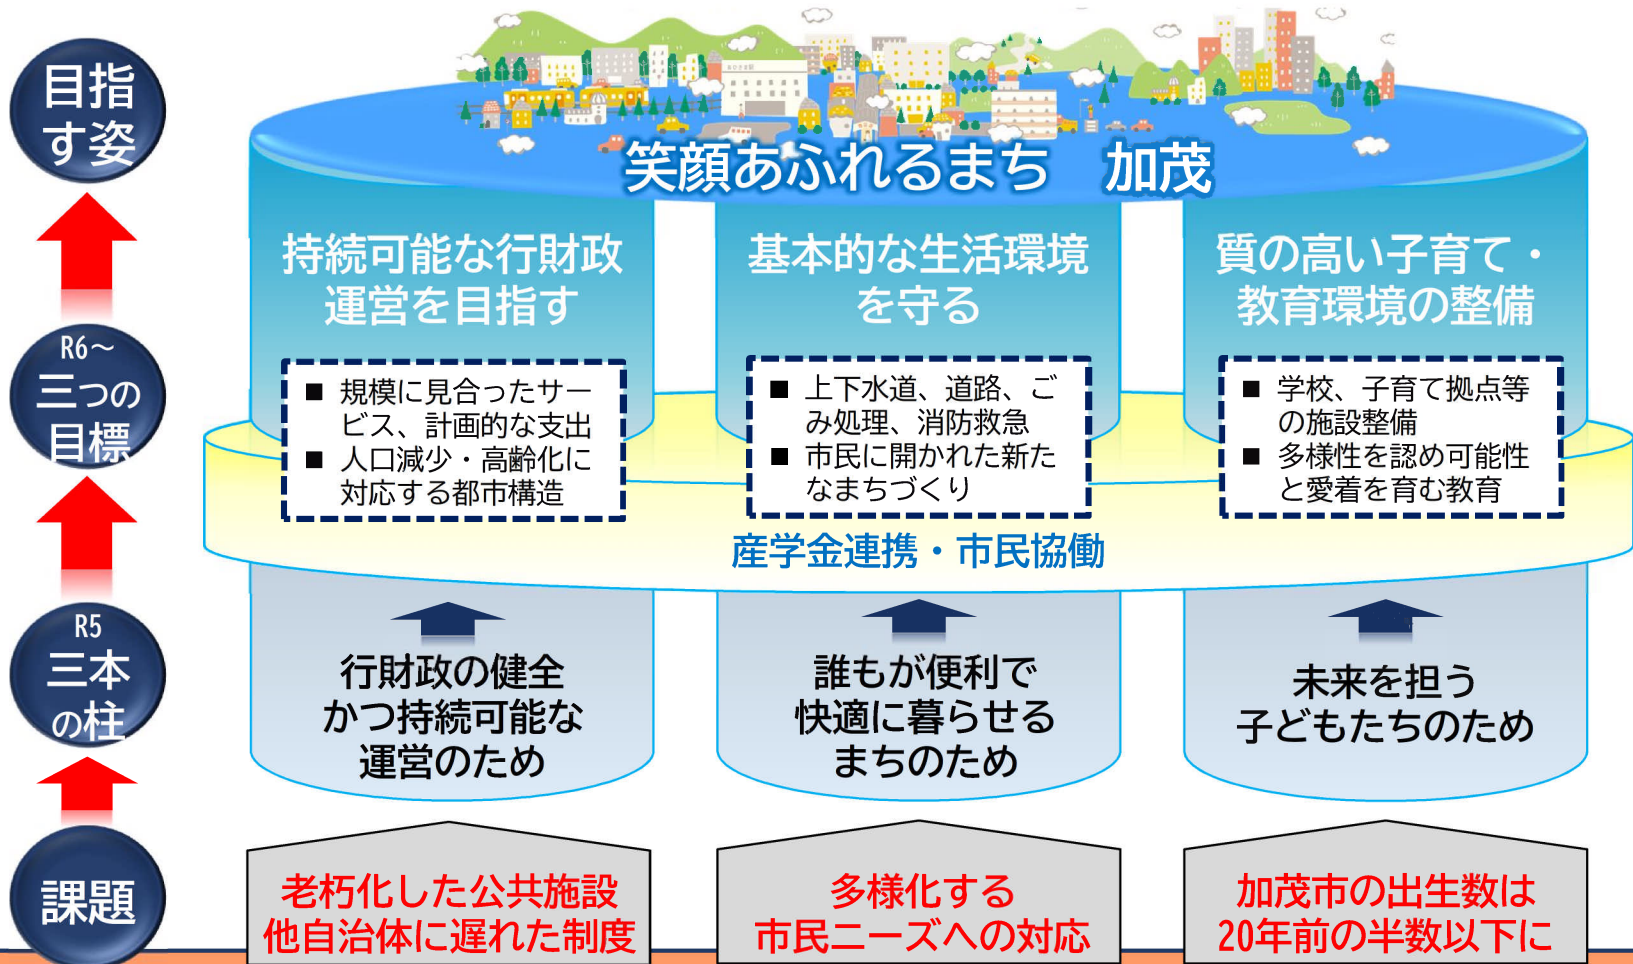 目指
す姿
笑顔あふれるまち　加茂
持続可能な行財政
運営を目指す
基本的な生活環境
を守る
質の高い子育て・
教育環境の整備
R6～
三つの
目標
■ 規模に見合ったサー
ビス、計画的な支出
■ 人口減少・高齢化に
対応する都市構造
■ 上下水道、道路、ご
み処理、消防救急
■ 市民に開かれた新た
なまちづくり
■ 学校、子育て拠点等
の施設整備
■ 多様性を認め可能性
と愛着を育む教育
産学金連携・市民協働
R5
三本
の柱
行財政の健全
かつ持続可能な
運営のため
誰もが便利で
快適に暮らせる
まちのため
未来を担う
子どもたちのため
課題
老朽化した公共施設
他自治体に遅れた制度
多様化する
市民ニーズへの対応
加茂市の出生数は
20年前の半数以下に